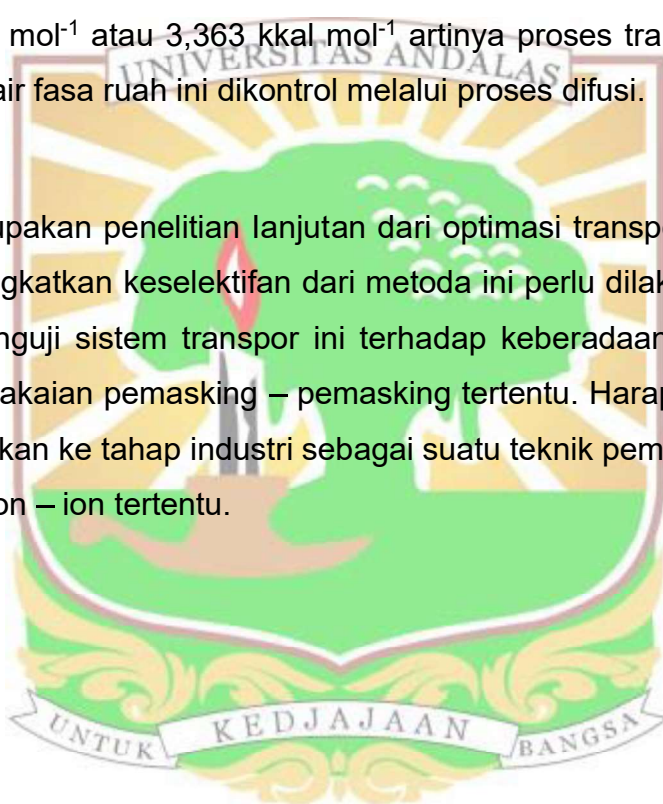 mol-1 atau 3,363 kkal mol-1 artinya proses tra
UNIVERSITAS ANDALAS
air fasa ruah ini dikontrol melalui proses difusi.
upakan penelitian lanjutan dari optimasi transpo
ngkatkan keselektifan dari metoda ini perlu dilak
nguji sistem transpor ini terhadap keberadaan
akaian pemasking – pemasking tertentu. Harap
kan ke tahap industri sebagai suatu teknik pem
on – ion tertentu.
UNTUK KEDJAJAAN BANGSA